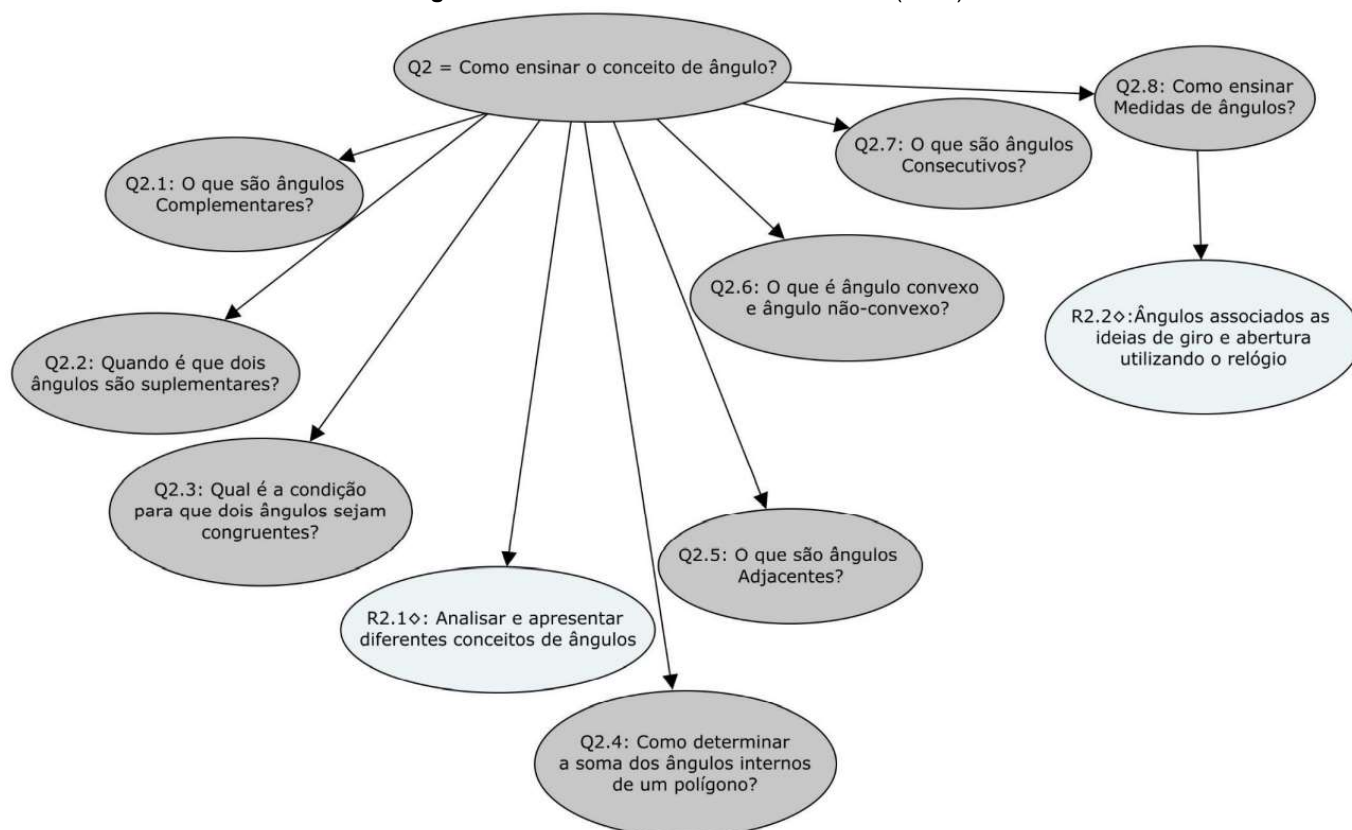 Q2 = Como ensinar o conceito de ângulo?
Q2.8: Como ensinar
Medidas de ângulos?
Q2.7: O que são ângulos
Consecutivos?
Q2.1: O que são ângulos
Complementares?
Q2.6: O que é ângulo convexo
e ângulo não-convexo?
R2.2◇:Ângulos associados as
ideias de giro e abertura
utilizando o relógio
Q2.2: Quando é que dois
ângulos são suplementares?
Q2.3: Qual é a condição
para que dois ângulos sejam
congruentes?
Q2.5: O que são ângulos
Adjacentes?
R2.1◇: Analisar e apresentar
diferentes conceitos de ângulos
Q2.4: Como determinar
a soma dos ângulos internos
de um polígono?